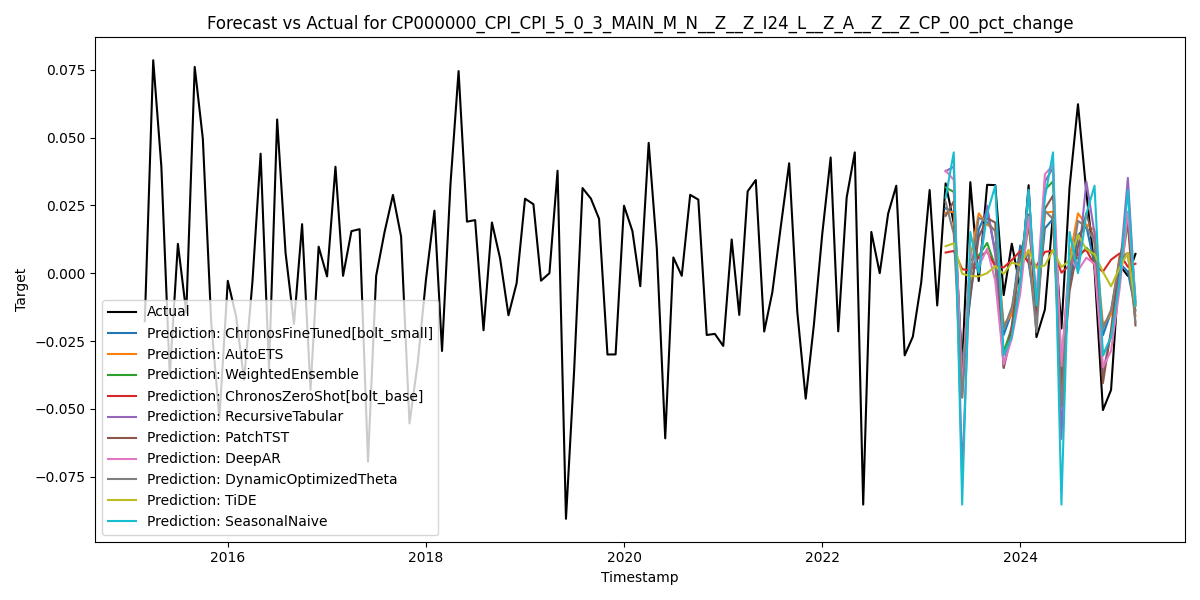 Forecast vs Actual for CP000000_CPI_CPI_5_0_3_MAIN_M_N__Z__Z_I24_L__Z_A__Z__Z_CP_00_pct_change
0.075
0.050
0.025
0.000
−0.025
−0.050
−0.075
Target
Actual
Prediction: ChronosFineTuned[bolt_small]
Prediction: AutoETS
Prediction: WeightedEnsemble
Prediction: ChronosZeroShot[bolt_base]
Prediction: RecursiveTabular
Prediction: PatchTST
Prediction: DeepAR
Prediction: DynamicOptimizedTheta
Prediction: TiDE
Prediction: SeasonalNaive
2016 2018 2020 2022 2024
Timestamp